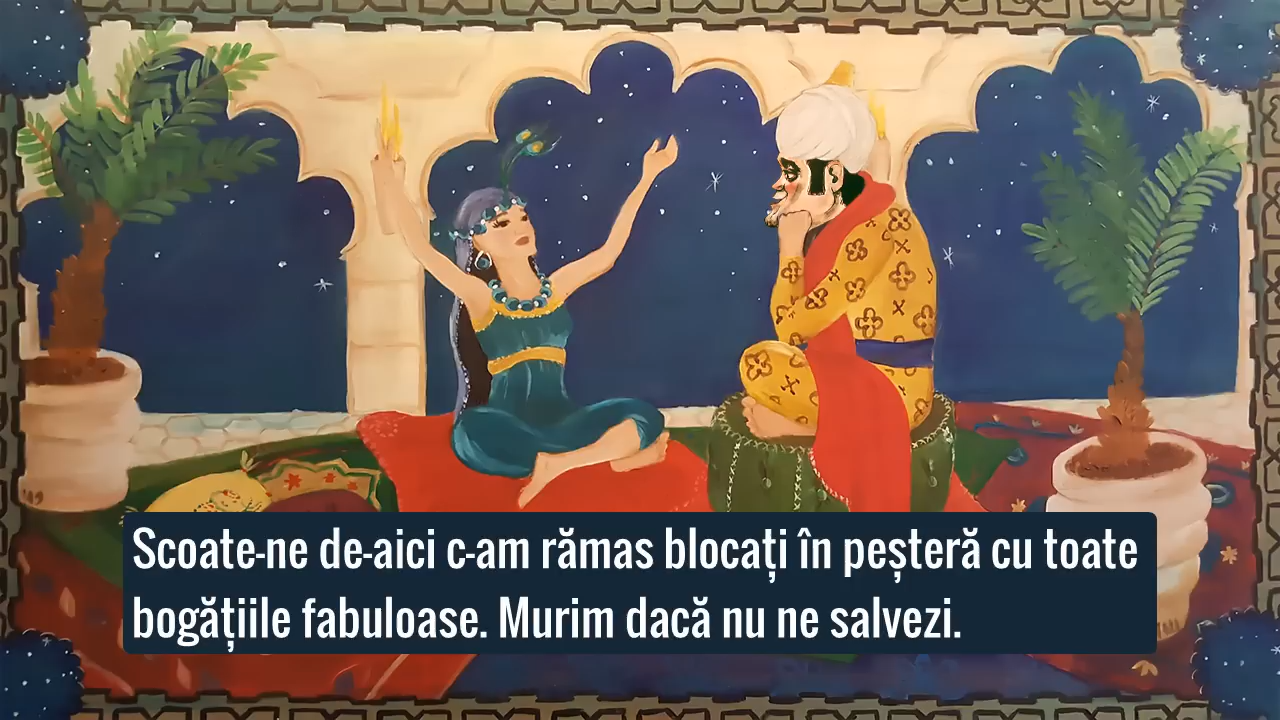 Scoate-ne de-aici c-am rămas blocați în peșteră cu toate
bogățiile fabuloase. Murim dacă nu ne salvezi.